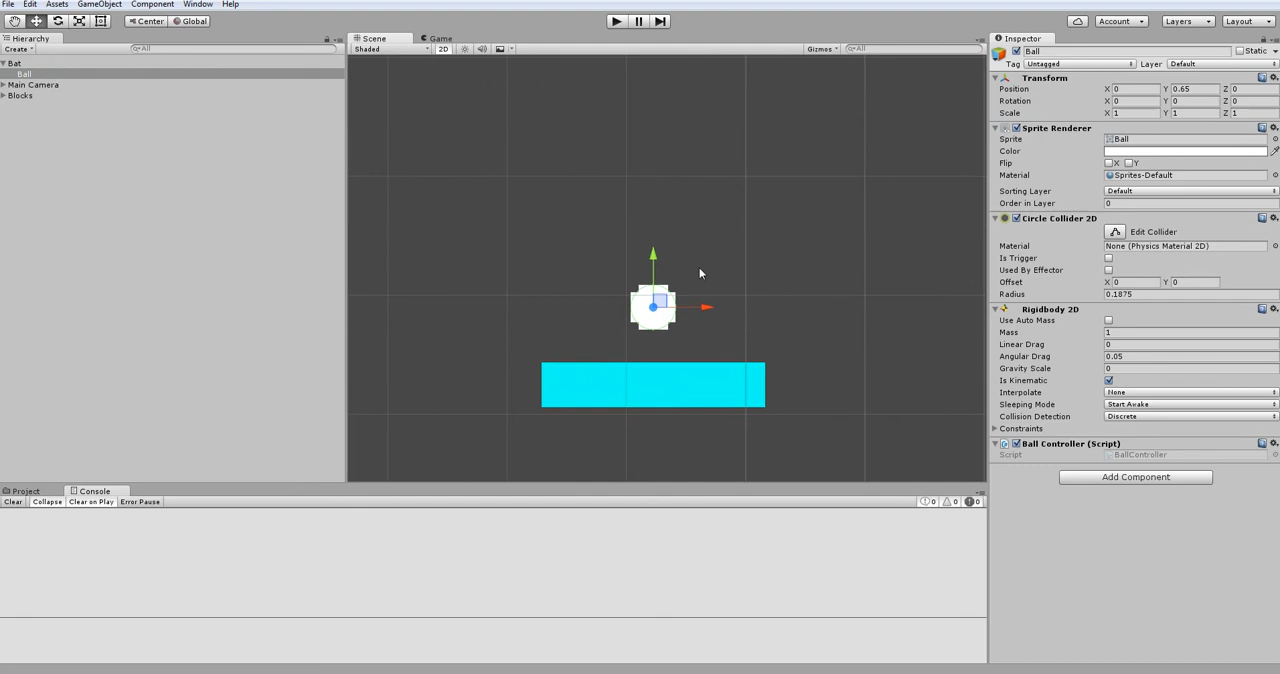 File Edit Assets GameObject Component Window Help
Center Global Account Layers Layout
Hierarchy
Create All
Bat
Ball
Main Camera
Blocks
Scene Game
Shaded 2D Gizmos All
Project Console
Clear Collapse Clear on Play Error Pause 0 0 0
Inspector
Ball Static
Tag Untagged Layer Default
Transform
Position X 0 Y 0.65 Z 0
Rotation X 0 Y 0 Z 0
Scale X 1 Y 1 Z 1
Sprite Renderer
Sprite Ball
Color
Flip X Y
Material Sprites-Default
Sorting Layer Default
Order in Layer 0
Circle Collider 2D
Edit Collider
Material None (Physics Material 2D)
Is Trigger
Used By Effector
Offset X 0 Y 0
Radius 0.1875
Rigidbody 2D
Use Auto Mass
Mass 1
Linear Drag 0
Angular Drag 0.05
Gravity Scale 0
Is Kinematic
Interpolate None
Sleeping Mode Start Awake
Collision Detection Discrete
Constraints
Ball Controller (Script)
Script BallController
Add Component